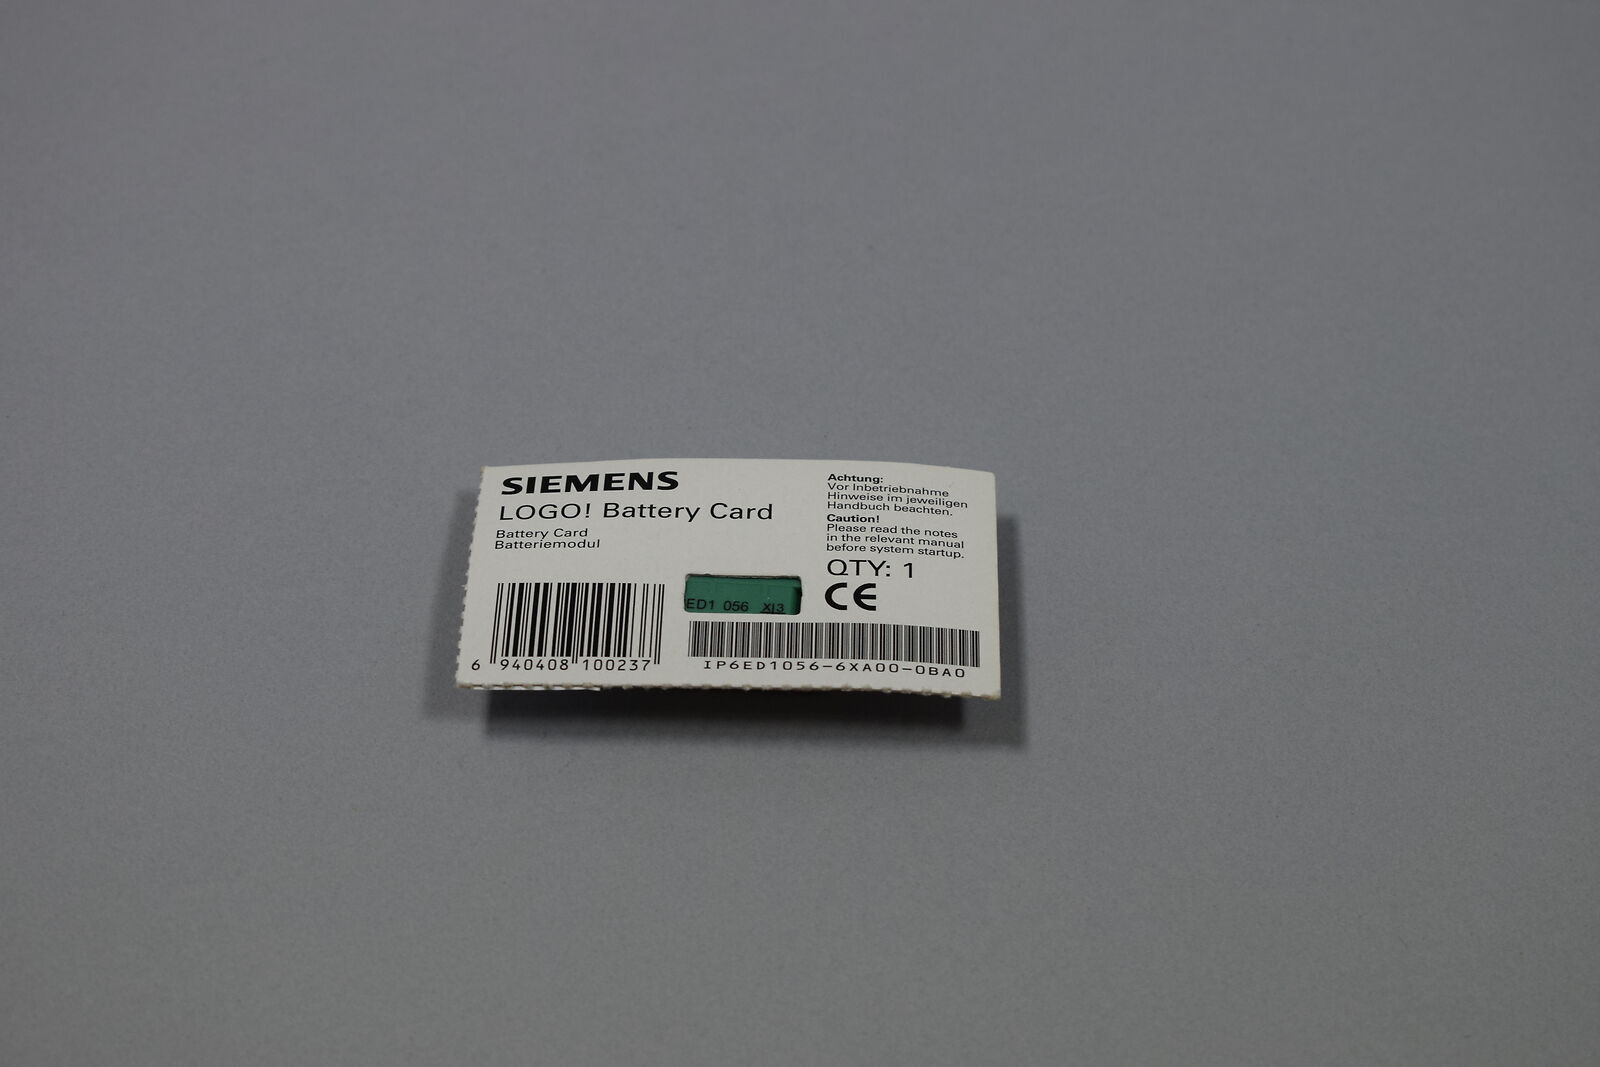 SIEMENS
LOGO! Battery Card
Battery Card
Batteriemodul
Achtung:
Vor Inbetriebnahme
Hinweise im jeweiligen
Handbuch beachten.
Caution!
Please read the notes
in the relevant manual
before system startup.
QTY: 1
CE
ED1 056 XI3
6 940408 100237
IP6ED1056-6XA00-0BA0